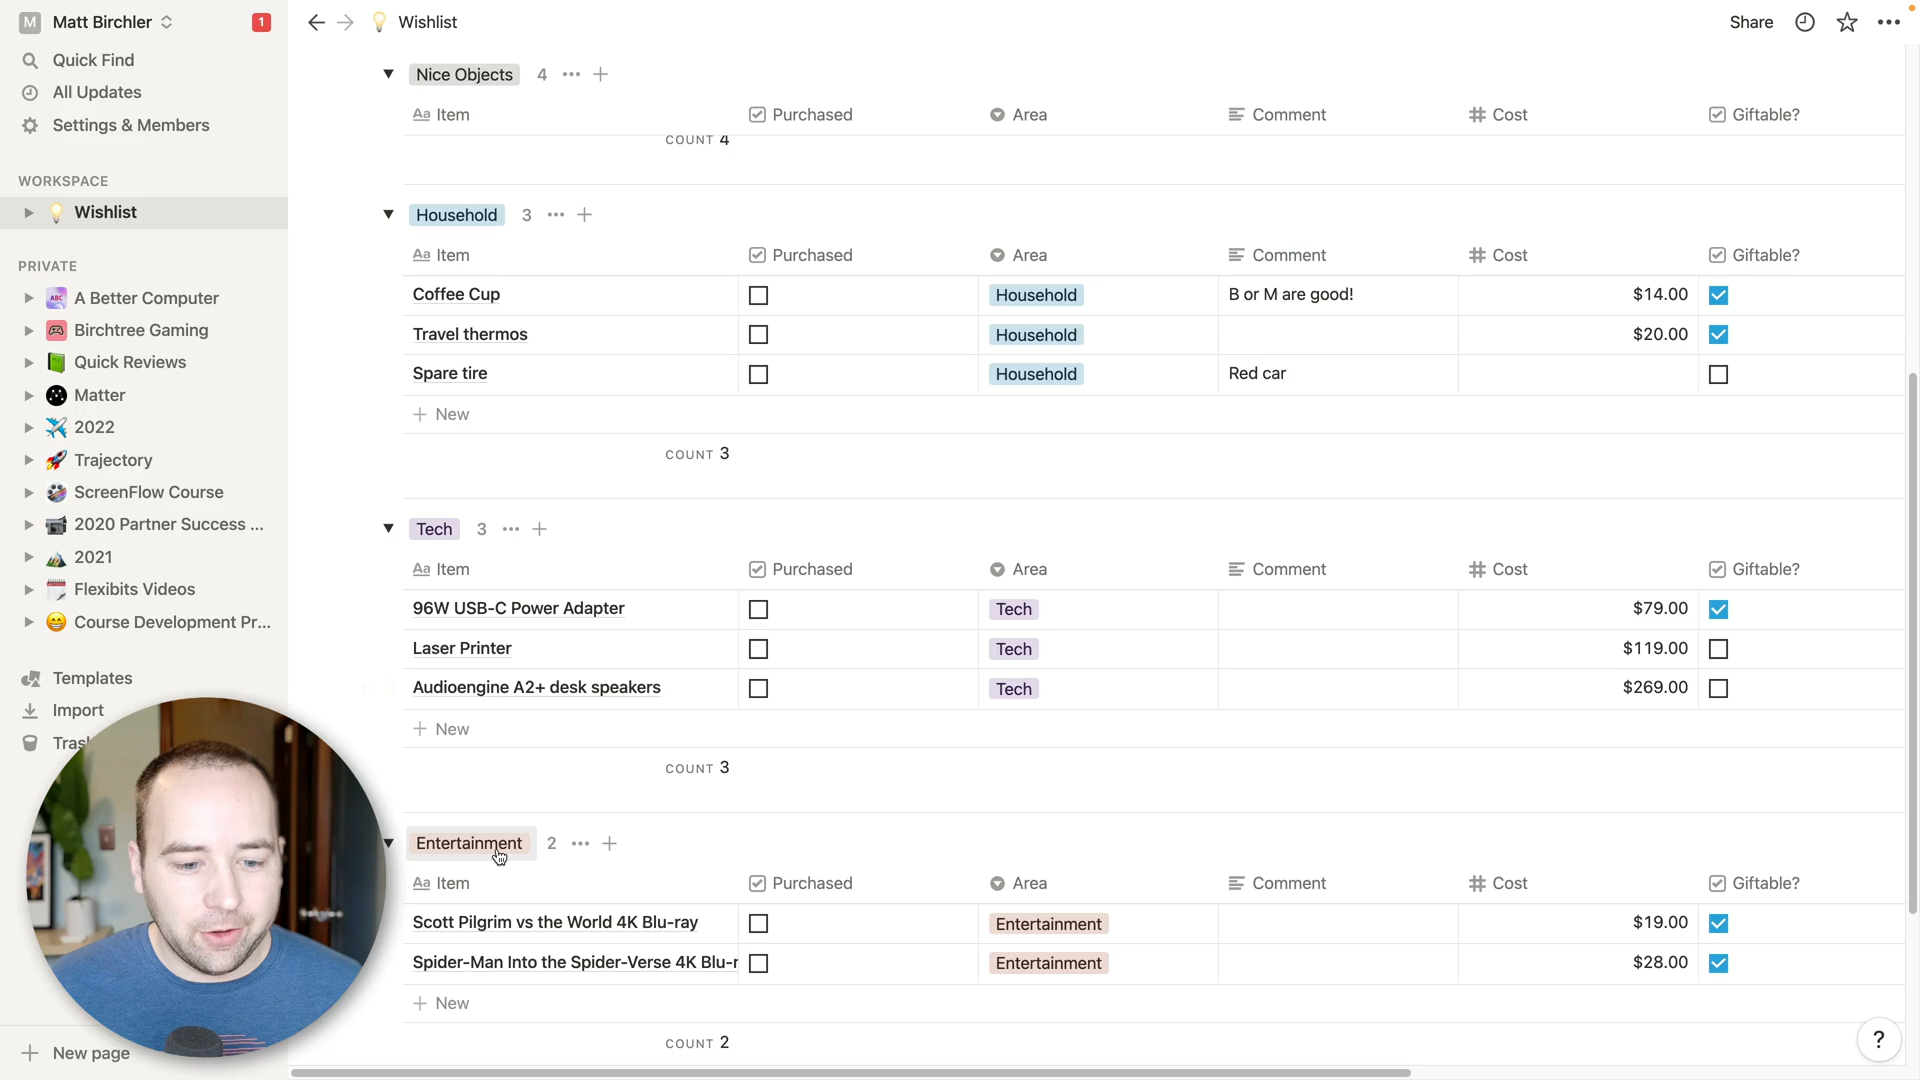 M Matt Birchler 1
Quick Find
All Updates
Settings & Members
WORKSPACE
Wishlist
PRIVATE
A Better Computer
Birchtree Gaming
Quick Reviews
Matter
2022
Trajectory
ScreenFlow Course
2020 Partner Success ...
2021
Flexibits Videos
Course Development Pr...
Templates
Import
Tras
New page
Wishlist
Share
Nice Objects 4
Aa Item Purchased Area Comment Cost Giftable?
COUNT 4
Household 3
Aa Item Purchased Area Comment Cost Giftable?
Coffee Cup Household B or M are good! $14.00
Travel thermos Household $20.00
Spare tire Household Red car
+ New
COUNT 3
Tech 3
Aa Item Purchased Area Comment Cost Giftable?
96W USB-C Power Adapter Tech $79.00
Laser Printer Tech $119.00
Audioengine A2+ desk speakers Tech $269.00
+ New
COUNT 3
Entertainment 2
Aa Item Purchased Area Comment Cost Giftable?
Scott Pilgrim vs the World 4K Blu-ray Entertainment $19.00
Spider-Man Into the Spider-Verse 4K Blu-r Entertainment $28.00
+ New
COUNT 2
?